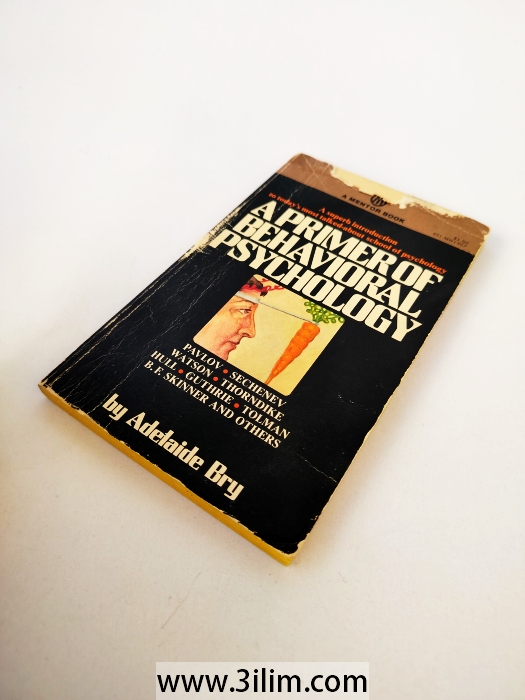 A MENTOR BOOK
A superb introduction
to today's most talked-about school of psychology
A PRIMER OF
BEHAVIORAL
PSYCHOLOGY
PAVLOV • SECHENEV
WATSON • THORNDIKE
HULL • GUTHRIE • TOLMAN
B. F. SKINNER AND OTHERS
by Adelaide Bry
www.3ilim.com